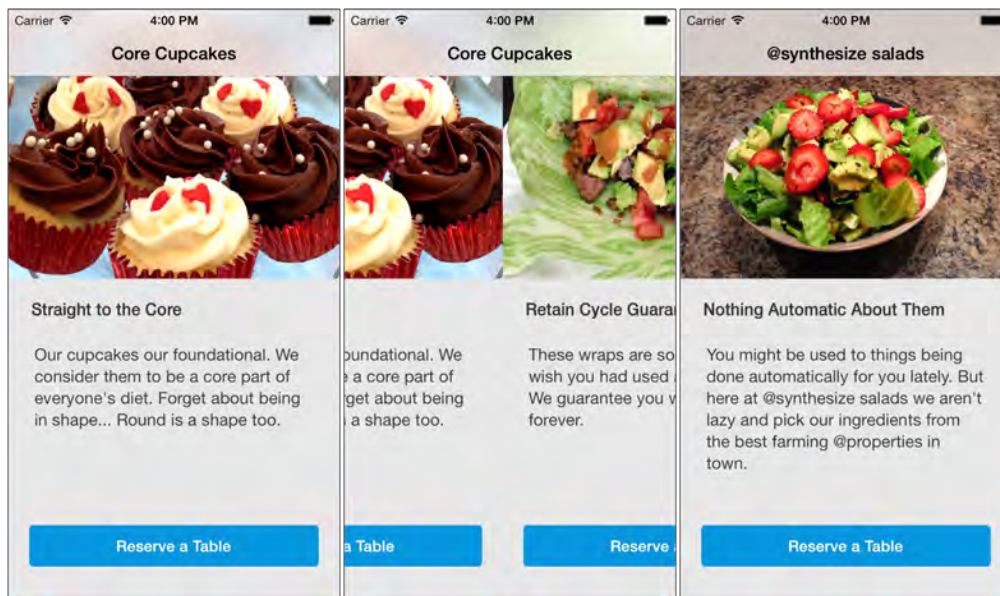 Carrier 4:00 PM
Core Cupcakes
Straight to the Core
Our cupcakes our foundational. We
consider them to be a core part of
everyone's diet. Forget about being
in shape... Round is a shape too.
Reserve a Table
Carrier 4:00 PM
Core Cupcakes
oundational. We
e a core part of
rget about being
a shape too.
a Table
Retain Cycle Guara
These wraps are so
wish you had used
We guarantee you w
forever.
Reserve
Carrier 4:00 PM
@synthesize salads
Nothing Automatic About Them
You might be used to things being
done automatically for you lately. But
here at @synthesize salads we aren't
lazy and pick our ingredients from
the best farming @properties in
town.
Reserve a Table